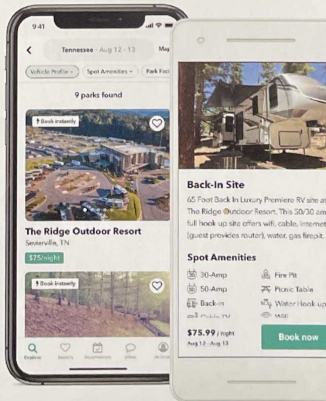 9:41
Tennessee · Aug 12 - 13
Map
Vehicle Profile
Spot Amenities
Park Faci
9 parks found
Book instantly
The Ridge Outdoor Resort
Sevierville, TN
$75/night
Book instantly
Explore
Back-In Site
65 Foot Back In Luxury Premiere RV site at
The Ridge Outdoor Resort. This 50/30 am
full hook up site offers wifi, cable, internet
(guest provides router), water, gas firepit,
Spot Amenities
30-Amp
Fire Pit
50-Amp
Picnic Table
Back-in
Water Hook-up
$75.99 / night
Aug 12 - Aug 13
Book now